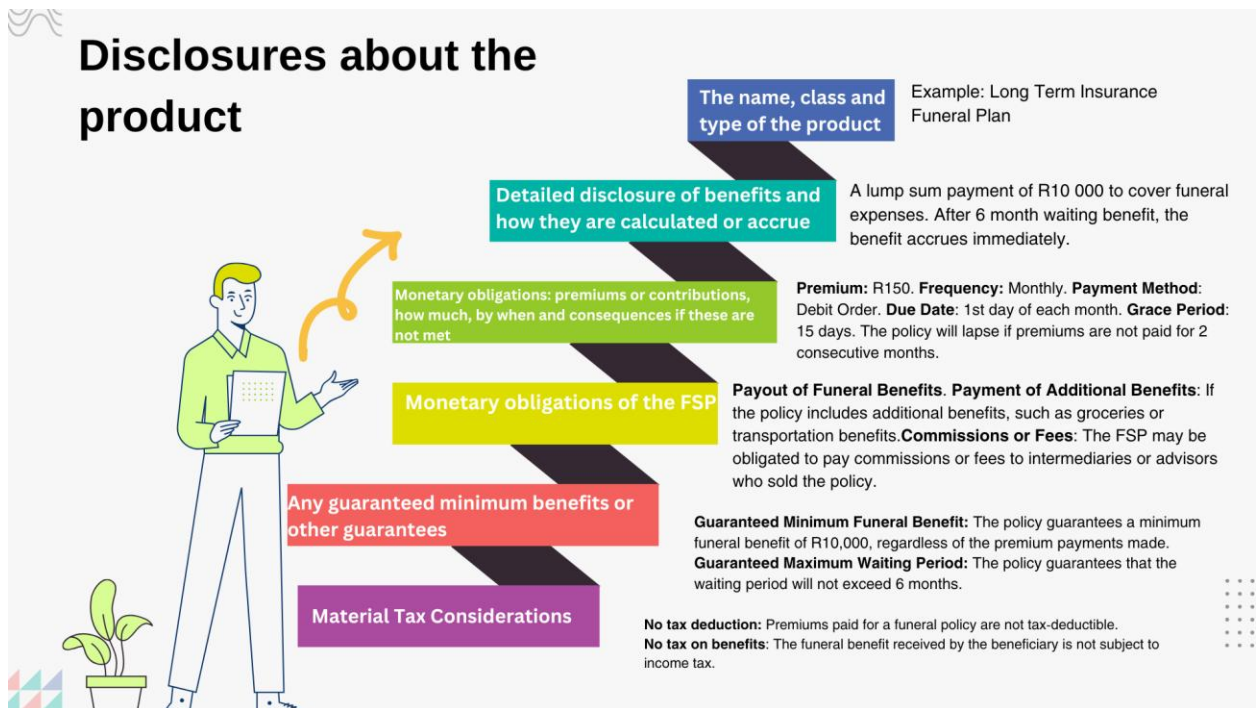 Disclosures about the
product
The name, class and
type of the product
Example: Long Term Insurance
Funeral Plan
Detailed disclosure of benefits and
how they are calculated or accrue
A lump sum payment of R10 000 to cover funeral
expenses. After 6 month waiting benefit, the
benefit accrues immediately.
Monetary obligations: premiums or contributions,
how much, by when and consequences if these are
not met
Premium: R150. Frequency: Monthly. Payment Method:
Debit Order. Due Date: 1st day of each month. Grace Period:
15 days. The policy will lapse if premiums are not paid for 2
consecutive months.
Monetary obligations of the FSP
Payout of Funeral Benefits. Payment of Additional Benefits: If
the policy includes additional benefits, such as groceries or
transportation benefits.Commissions or Fees: The FSP may be
obligated to pay commissions or fees to intermediaries or advisors
who sold the policy.
Any guaranteed minimum benefits or
other guarantees
Guaranteed Minimum Funeral Benefit: The policy guarantees a minimum
funeral benefit of R10,000, regardless of the premium payments made.
Guaranteed Maximum Waiting Period: The policy guarantees that the
waiting period will not exceed 6 months.
Material Tax Considerations
No tax deduction: Premiums paid for a funeral policy are not tax-deductible.
No tax on benefits: The funeral benefit received by the beneficiary is not subject to
income tax.